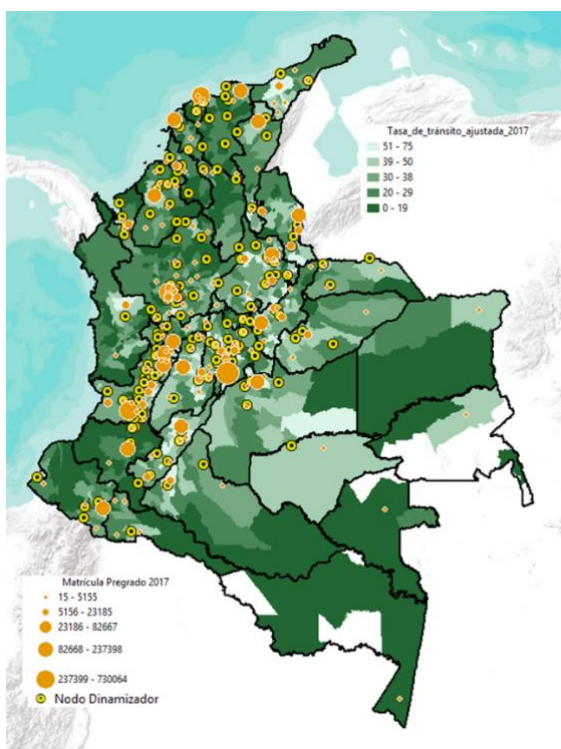 Tasa_de_tránsito_ajustada_2017
51 - 75
39 - 50
30 - 38
20 - 29
0 - 19
Matrícula Pregrado 2017
15 - 5155
5156 - 23185
23186 - 82667
82668 - 237398
237399 - 730064
Nodo Dinamizador